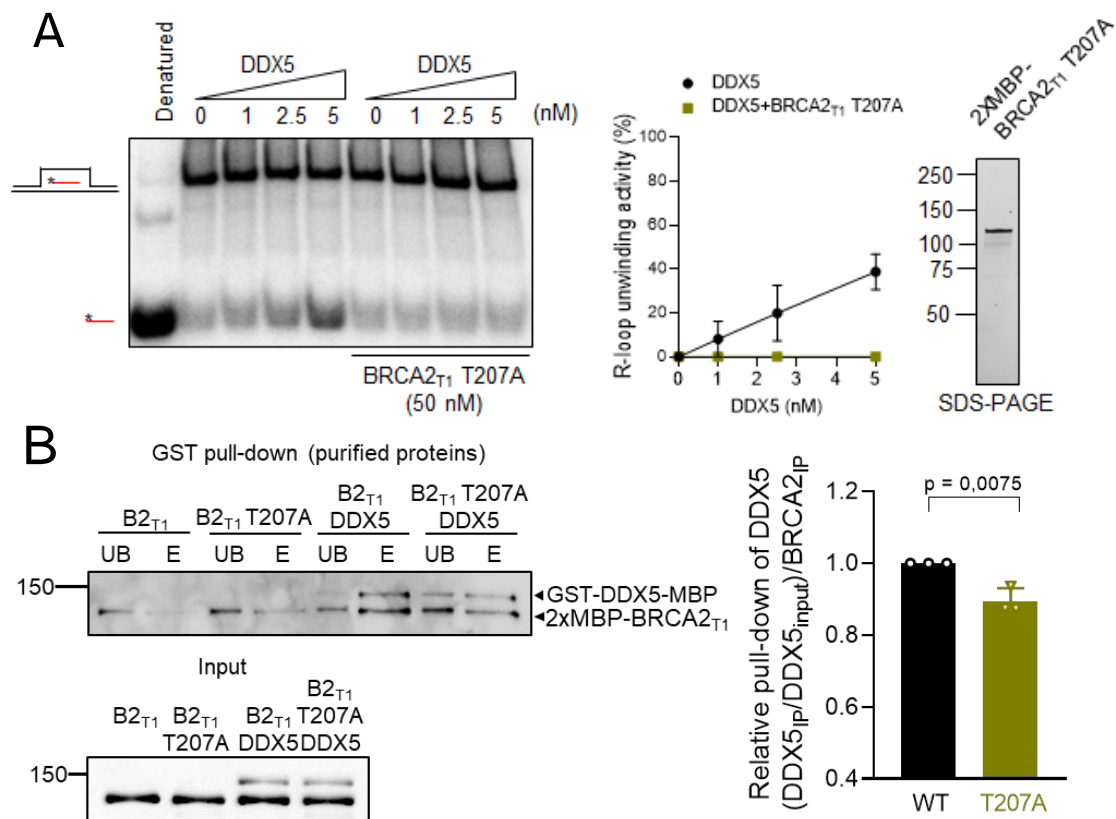 A
Denatured
DDX5
DDX5
0 1 2.5 5 0 1 2.5 5 (nM)
*
*
BRCA2T1 T207A
(50 nM)
DDX5
DDX5+BRCA2T1 T207A
R-loop unwinding activity (%)
100
80
60
40
20
0
0 1 2 3 4 5
DDX5 (nM)
2XMBP-
BRCA2T1 T207A
250
150
100
75
50
SDS-PAGE
B
GST pull-down (purified proteins)
B2T1
B2T1 T207A
B2T1
DDX5
B2T1 T207A
DDX5
UB E UB E UB E UB E
150
GST-DDX5-MBP
2xMBP-BRCA2T1
Input
B2T1
B2T1
T207A
B2T1
DDX5
B2T1
T207A
DDX5
150
Relative pull-down of DDX5
(DDX5IP/DDX5input)/BRCA2IP
p = 0,0075
1.2
1.0
0.8
0.6
0.4
WT T207A